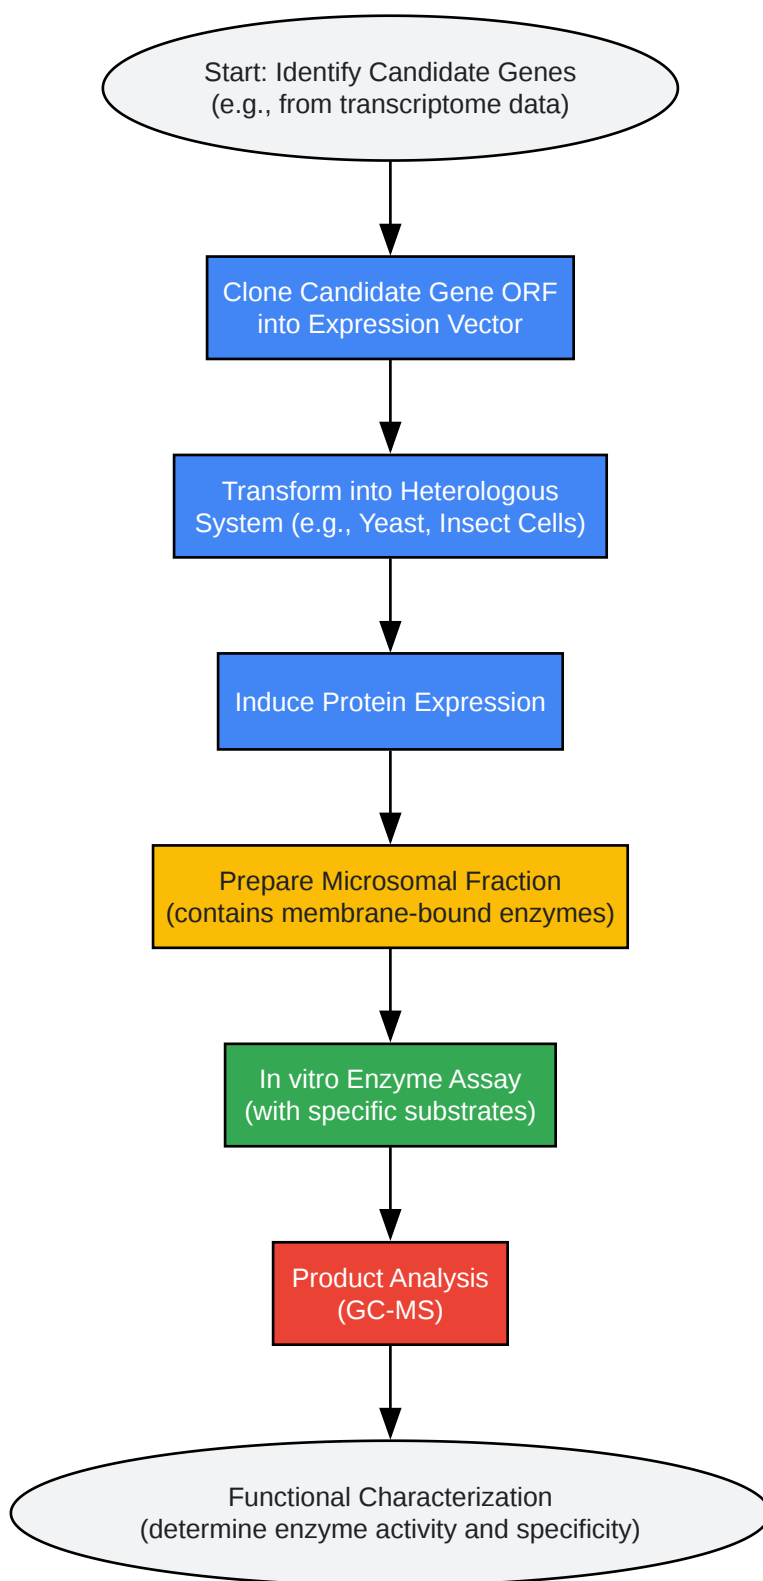 Start: Identify Candidate Genes
(e.g., from transcriptome data)
Clone Candidate Gene ORF
into Expression Vector
Transform into Heterologous
System (e.g., Yeast, Insect Cells)
Induce Protein Expression
Prepare Microsomal Fraction
(contains membrane-bound enzymes)
In vitro Enzyme Assay
(with specific substrates)
Product Analysis
(GC-MS)
Functional Characterization
(determine enzyme activity and specificity)